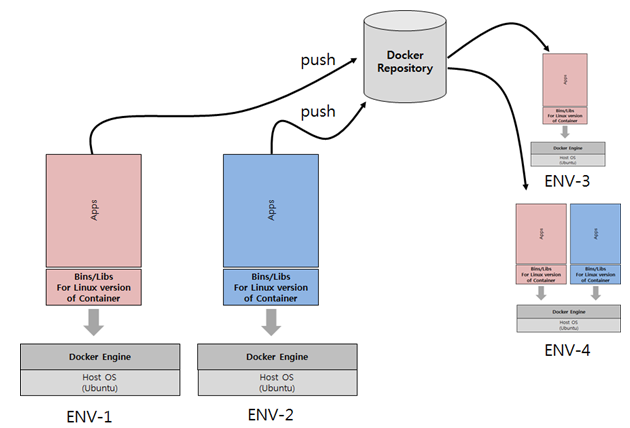 push
Docker
Repository
push
Apps
Bins/Libs
For Linux version
of Container
Docker Engine
Host OS
(Ubuntu)
ENV-3
Apps
Bins/Libs
For Linux version
of Container
Docker Engine
Host OS
(Ubuntu)
ENV-1
Apps
Bins/Libs
For Linux version
of Container
Docker Engine
Host OS
(Ubuntu)
ENV-2
Apps
Bins/Libs
For Linux version
of Container
Apps
Bins/Libs
For Linux version
of Container
Docker Engine
Host OS
(Ubuntu)
ENV-4